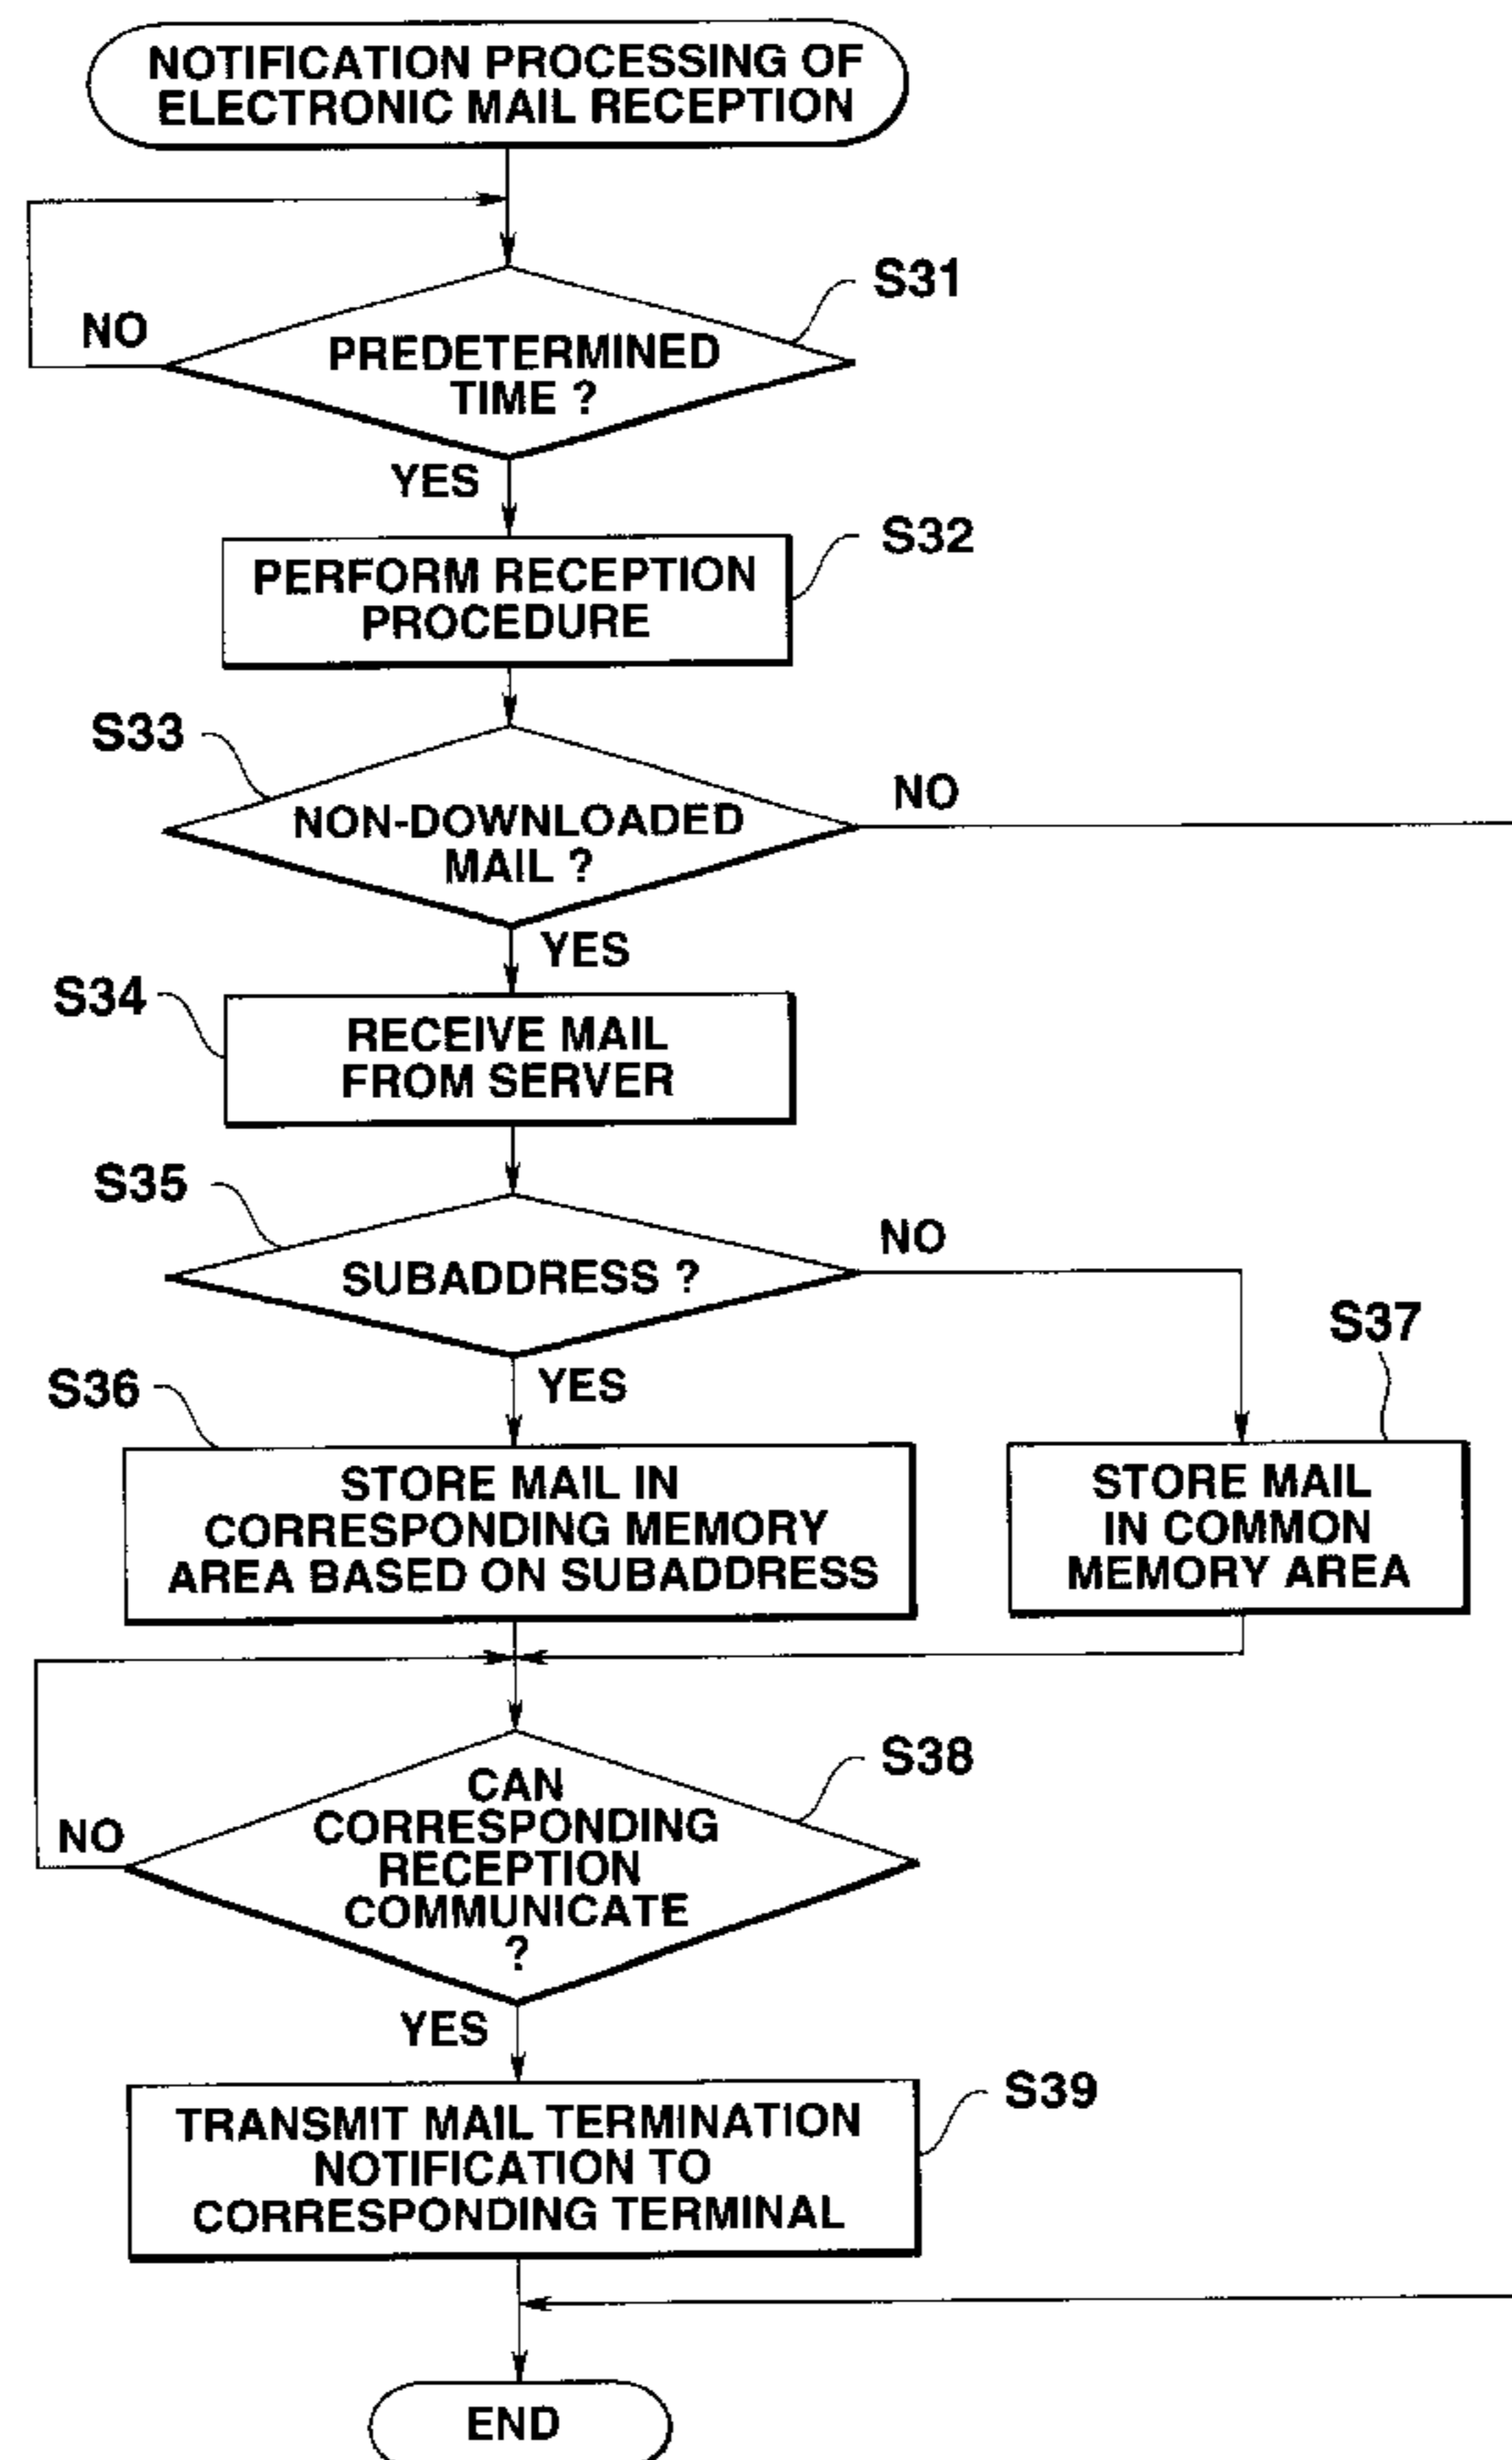 NOTIFICATION PROCESSING OF
ELECTRONIC MAIL RECEPTION
S31
NO
PREDETERMINED
TIME ?
YES
S32
PERFORM RECEPTION
PROCEDURE
S33
NO
NON-DOWNLOADED
MAIL ?
YES
S34
RECEIVE MAIL
FROM SERVER
S35
NO
SUBADDRESS ?
S37
YES
S36
STORE MAIL IN
CORRESPONDING MEMORY
AREA BASED ON SUBADDRESS
STORE MAIL
IN COMMON
MEMORY AREA
S38
CAN
CORRESPONDING
RECEPTION
COMMUNICATE
?
NO
YES
S39
TRANSMIT MAIL TERMINATION
NOTIFICATION TO
CORRESPONDING TERMINAL
END